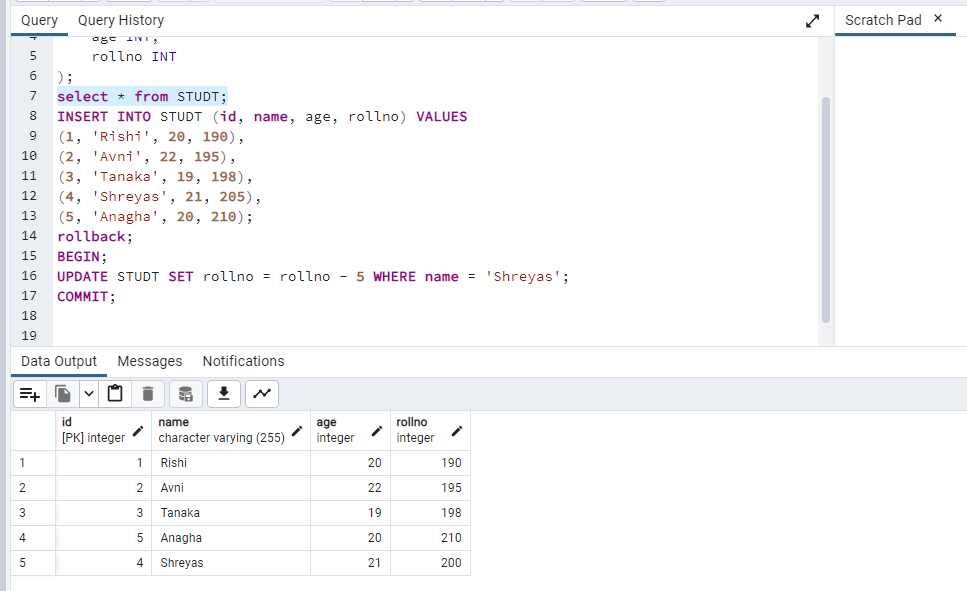 Query Query History Scratch Pad ×
4 age INT,
5 rollno INT
6 );
7 select * from STUDT;
8 INSERT INTO STUDT (id, name, age, rollno) VALUES
9 (1, 'Rishi', 20, 190),
10 (2, 'Avni', 22, 195),
11 (3, 'Tanaka', 19, 198),
12 (4, 'Shreyas', 21, 205),
13 (5, 'Anagha', 20, 210);
14 rollback;
15 BEGIN;
16 UPDATE STUDT SET rollno = rollno - 5 WHERE name = 'Shreyas';
17 COMMIT;
18
19
Data Output Messages Notifications
id name age rollno
[PK] integer character varying (255) integer integer
1 1 Rishi 20 190
2 2 Avni 22 195
3 3 Tanaka 19 198
4 5 Anagha 20 210
5 4 Shreyas 21 200